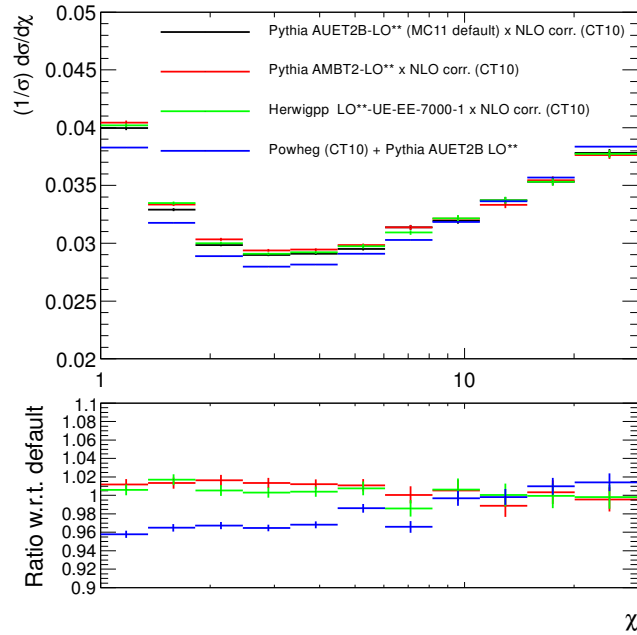 (1/σ) dσ/dχ
0.05
0.045
0.04
0.035
0.03
0.025
0.02
Pythia AUET2B-LO** (MC11 default) x NLO corr. (CT10)
Pythia AMBT2-LO** x NLO corr. (CT10)
Herwigpp LO**-UE-EE-7000-1 x NLO corr. (CT10)
Powheg (CT10) + Pythia AUET2B LO**
1
10
Ratio w.r.t. default
1.1
1.08
1.06
1.04
1.02
1
0.98
0.96
0.94
0.92
0.9
χ